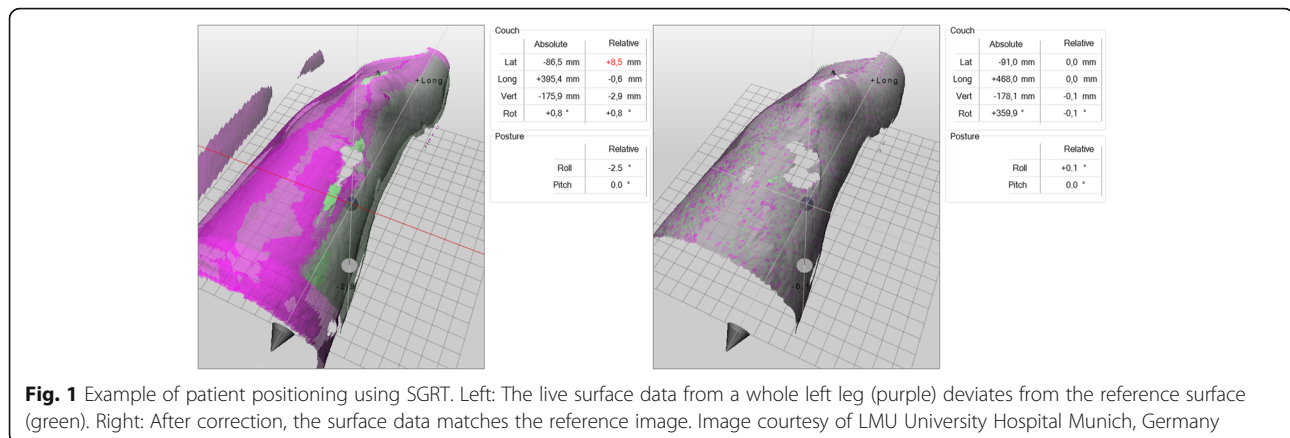 Couch
Absolute Relative
Lat -86,5 mm +8,5 mm
Long +395,4 mm -0,6 mm
Vert -175,9 mm -2,9 mm
Rot +0,8 ° +0,8 °
Posture
Relative
Roll -2,5 °
Pitch 0.0 °
+Long
Couch
Absolute Relative
Lat -91,0 mm 0,0 mm
Long +468,0 mm 0,0 mm
Vert -178,1 mm -0,1 mm
Rot +359,9 ° -0,1 °
Posture
Relative
Roll +0,1 °
Pitch 0.0 °
+Long
Fig. 1 Example of patient positioning using SGRT. Left: The live surface data from a whole left leg (purple) deviates from the reference surface
(green). Right: After correction, the surface data matches the reference image. Image courtesy of LMU University Hospital Munich, Germany